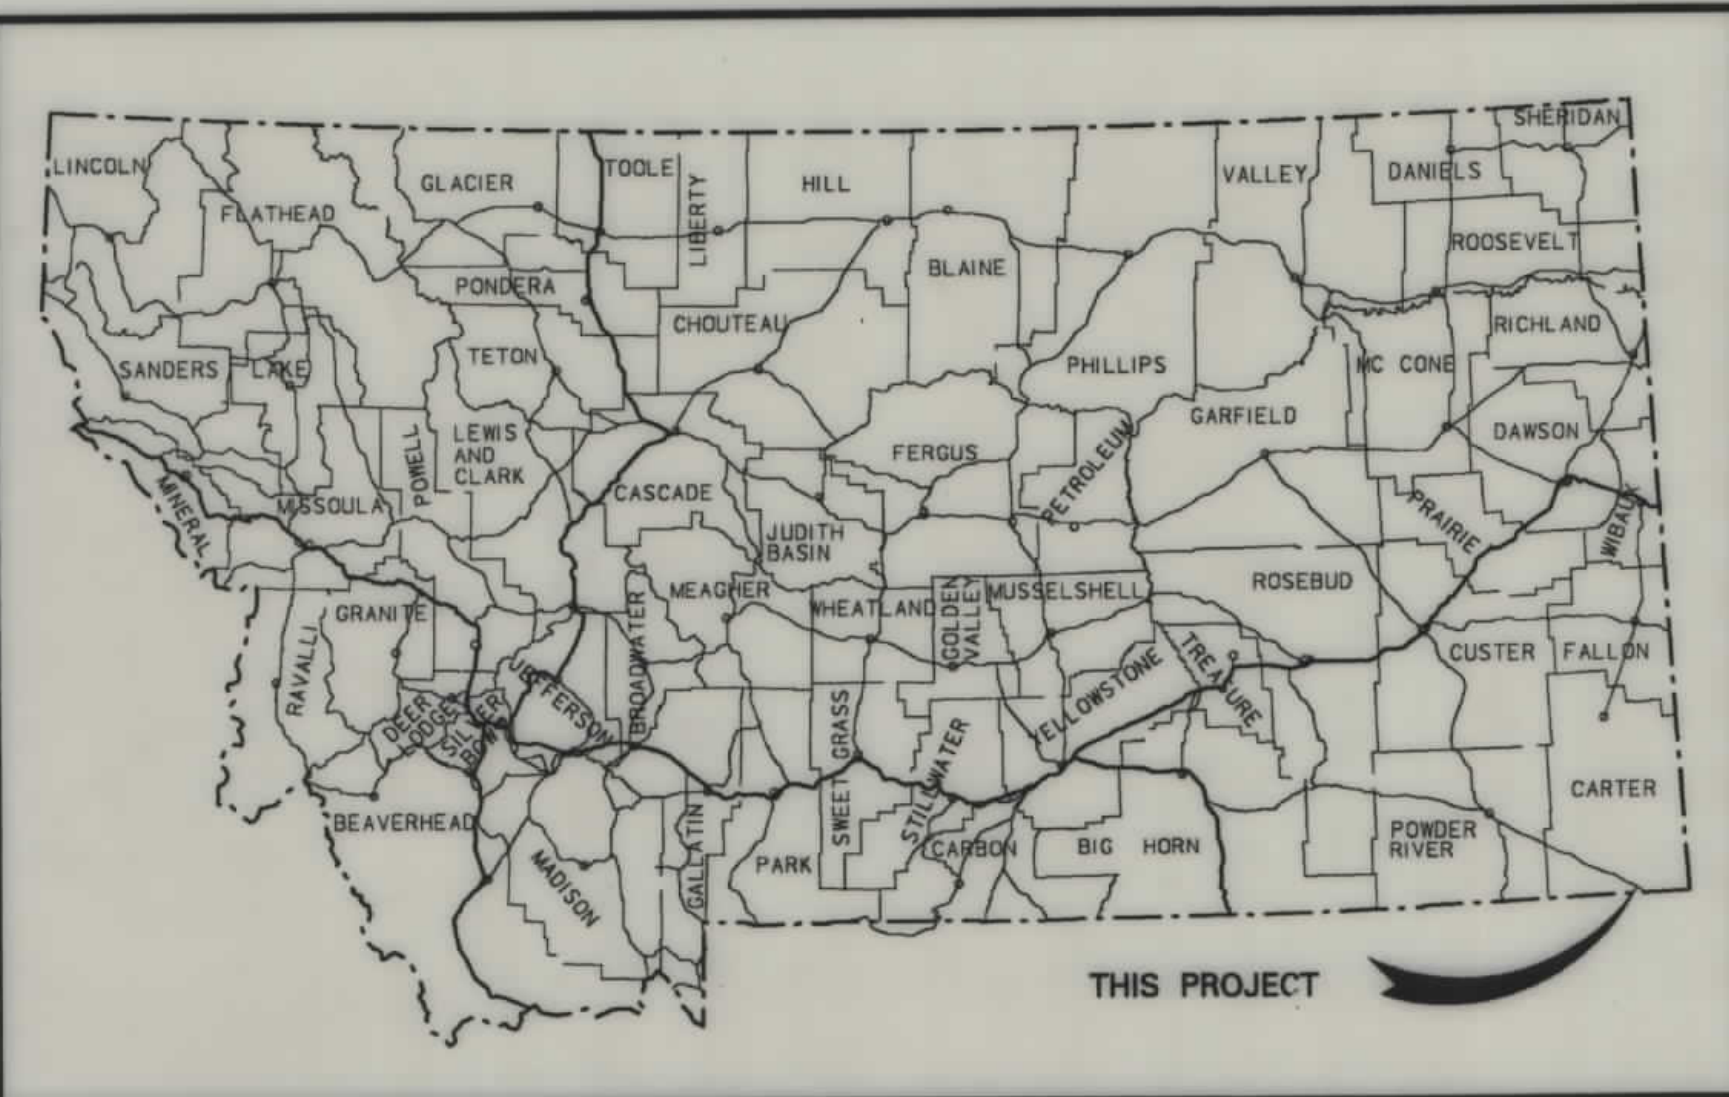 SHERIDAN
LINCOLN
GLACIER
TOOLE
LIBERTY
HILL
VALLEY
DANIELS
FLATHEAD
BLAINE
ROOSEVELT
PONDERA
CHOUTEAU
RICHLAND
SANDERS
LAKE
TETON
PHILLIPS
MC CONE
GARFIELD
POWELL
LEWIS
AND
CLARK
FERGUS
PETROLEUM
DAWSON
MINERAL
MISSOULA
CASCADE
JUDITH
BASIN
PRAIRIE
WIBAUX
GRANITE
MEAGHER
WHEATLAND
GOLDEN
VALLEY
MUSSELSHELL
ROSEBUD
RAVALLI
BROADWATER
TREASURE
CUSTER
FALLON
DEER
LODGE
SILVER
BOW
JEFFERSON
YELLOWSTONE
SWEET GRASS
STILLWATER
CARTER
BEAVERHEAD
MADISON
GALLATIN
PARK
CARBON
BIG HORN
POWDER
RIVER
THIS PROJECT